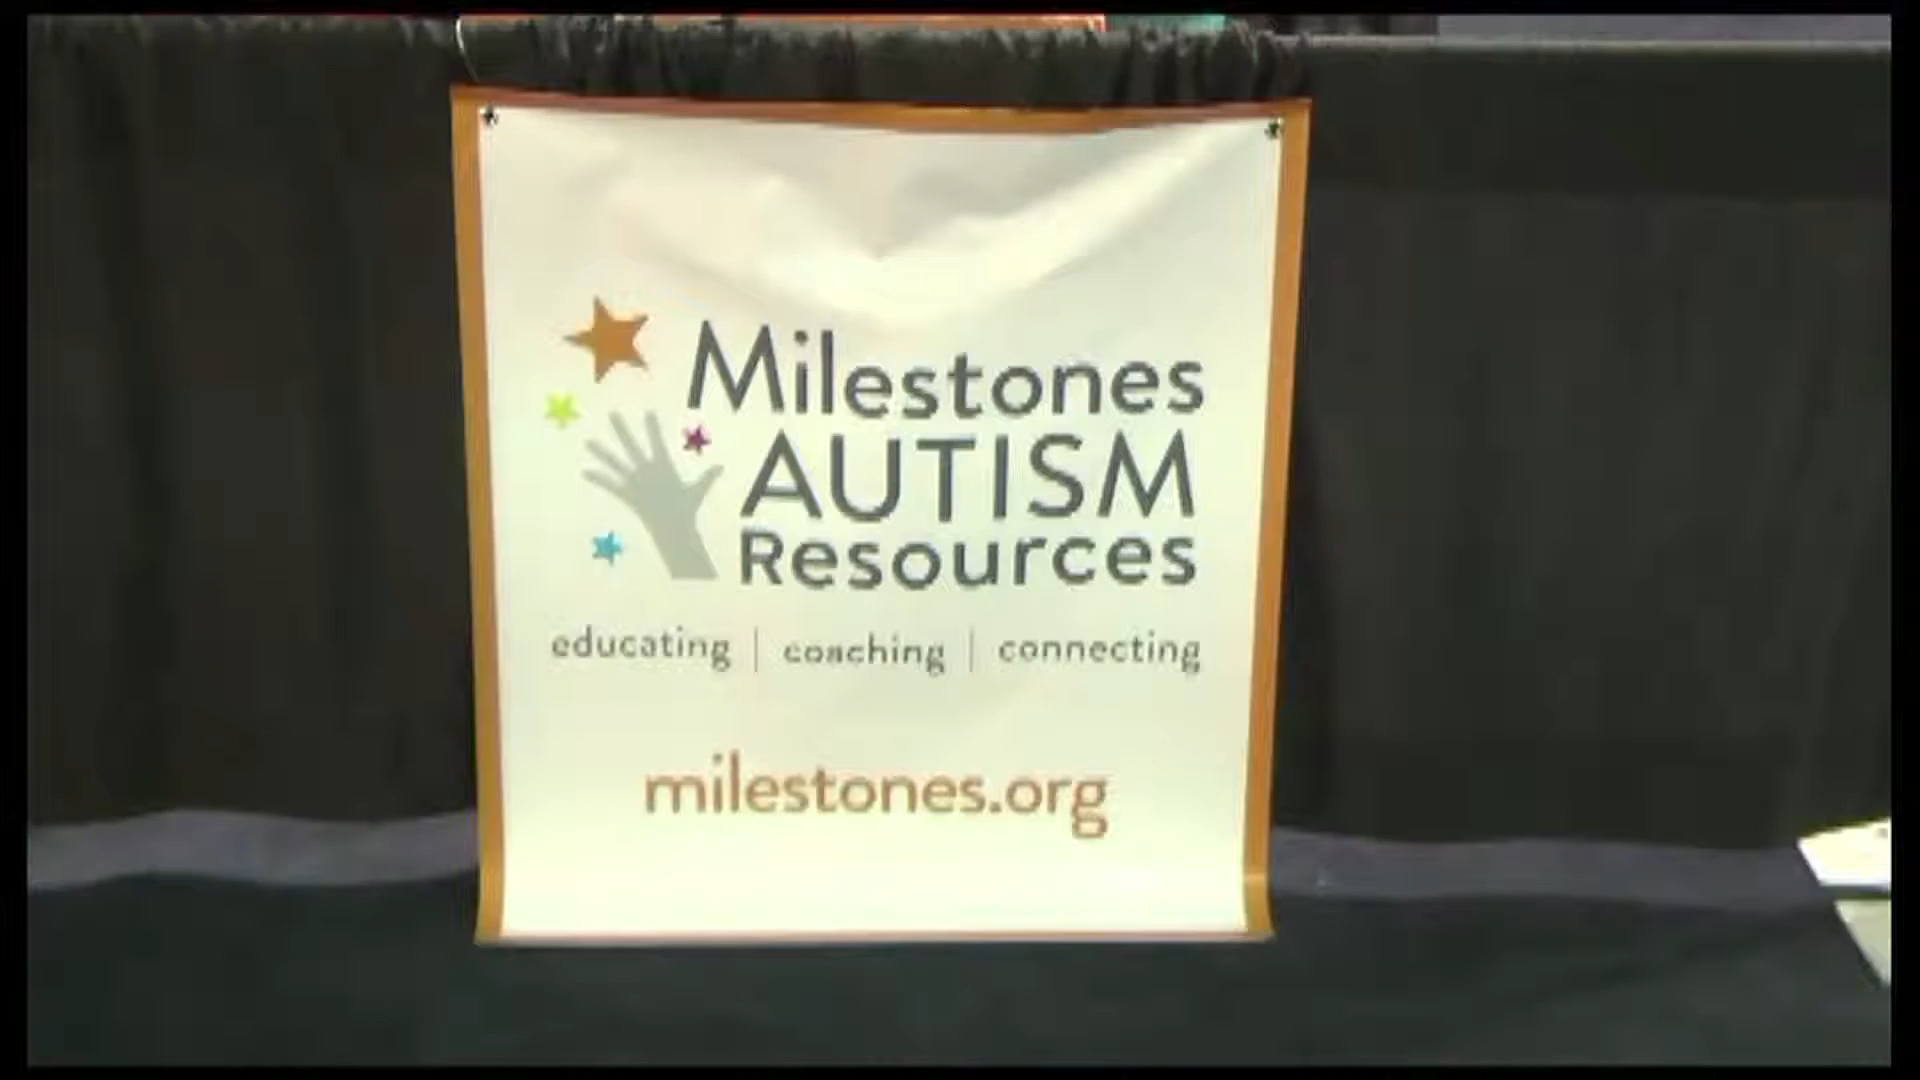 Milestones
AUTISM
Resources
educating | coaching | connecting
milestones.org